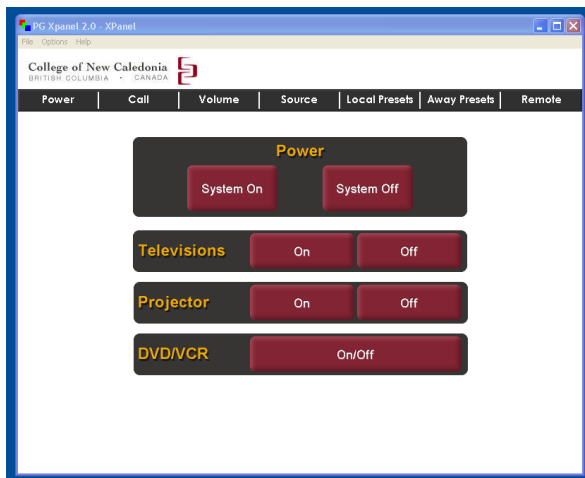 PG Xpanel 2.0 - XPanel
File Options Help
College of New Caledonia
BRITISH COLUMBIA · CANADA
Power Call Volume Source Local Presets Away Presets Remote
Power
System On System Off
Televisions On Off
Projector On Off
DVD/VCR On/Off